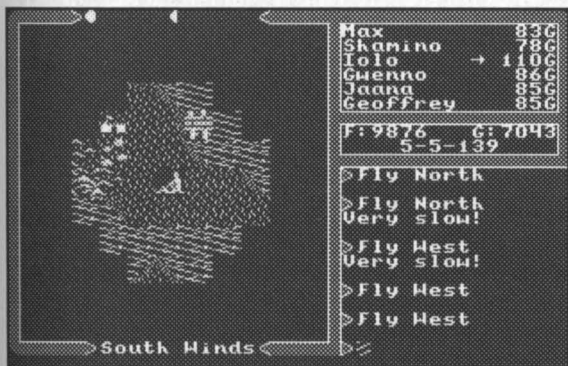 Max 83G
Shamino 78G
Iolo → 110G
Gwenno 86G
Jaana 85G
Geoffrey 85G
F:9876 G:7043
5-5-139
Fly North
Fly North
Very slow!
Fly West
Very slow!
Fly West
Fly West
South Winds